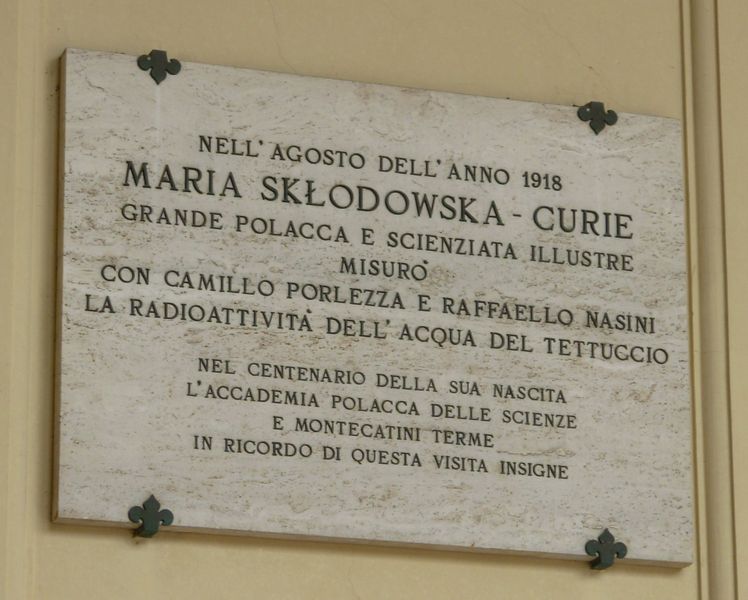 NELL'AGOSTO DELL'ANNO 1918
MARIA SKŁODOWSKA-CURIE
GRANDE POLACCA E SCIENZIATA ILLUSTRE
MISURÒ
CON CAMILLO PORLEZZA E RAFFAELLO NASINI
LA RADIOATTIVITÀ DELL'ACQUA DEL TETTUCCIO
NEL CENTENARIO DELLA SUA NASCITA
L'ACCADEMIA POLACCA DELLE SCIENZE
E MONTECATINI TERME
IN RICORDO DI QUESTA VISITA INSIGNE